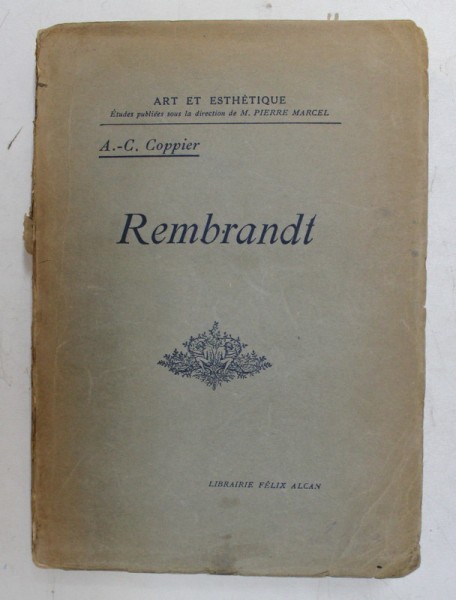 ART ET ESTHÉTIQUE
Études publiées sous la direction de M. PIERRE MARCEL
A.-C. Coppier
Rembrandt
LIBRAIRIE FÉLIX ALCAN